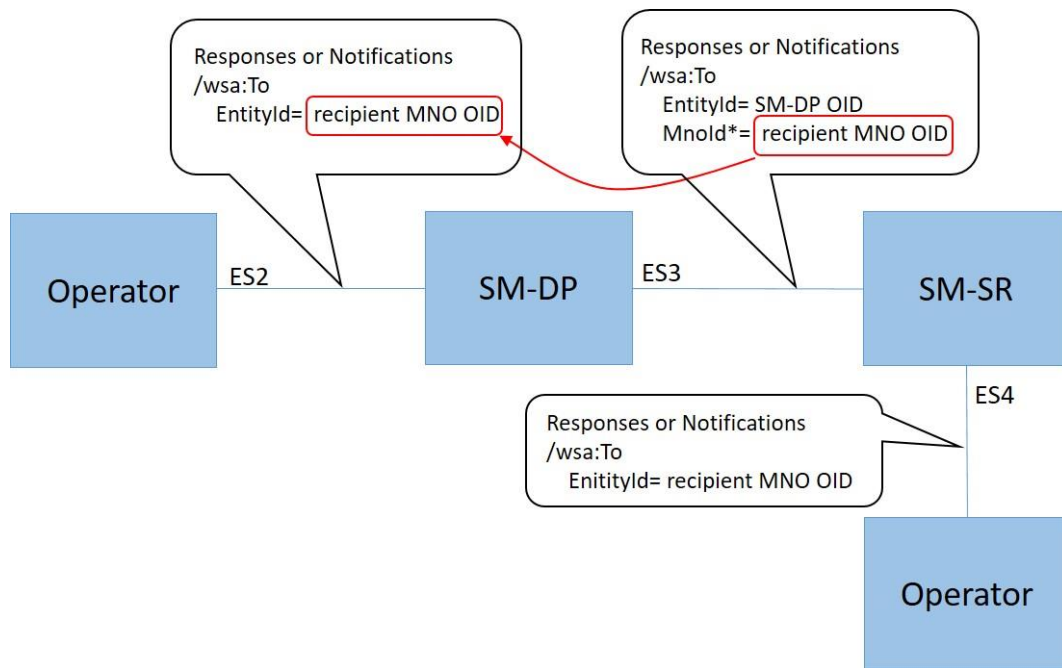 Responses or Notifications
/wsa:To
EntityId= recipient MNO OID
Responses or Notifications
/wsa:To
EntityId= SM-DP OID
MnoId*= recipient MNO OID
Operator
ES2
SM-DP
ES3
SM-SR
ES4
Responses or Notifications
/wsa:To
EnitityId= recipient MNO OID
Operator